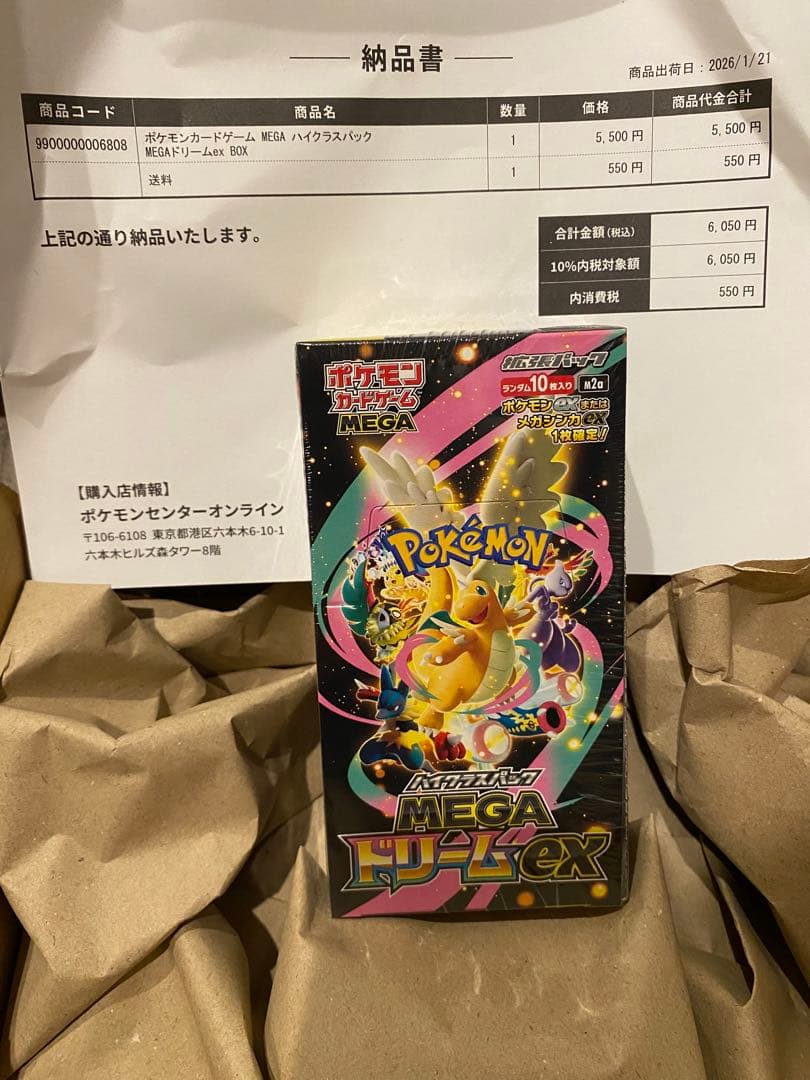 納品書
商品出荷日：2026/1/21
商品コード 商品名 数量 価格 商品代金合計
9900000006808 ポケモンカードゲーム MEGA ハイクラスパック 1 5,500 円 5,500 円
MEGAドリームex BOX
送料 1 550 円 550 円
上記の通り納品いたします。
合計金額(税込) 6,050 円
10%内税対象額 6,050 円
内消費税 550 円
【購入店情報】
ポケモンセンターオンライン
〒106-6108 東京都港区六本木6-10-1
六本木ヒルズ森タワー8階
ポケモン
カードゲーム
MEGA
拡張パック
ランダム10枚入り M2a
ポケモンexまたは
メガシンカex
1枚確定!
POKéMON
ハイクラスパック
MEGA
ドリームex